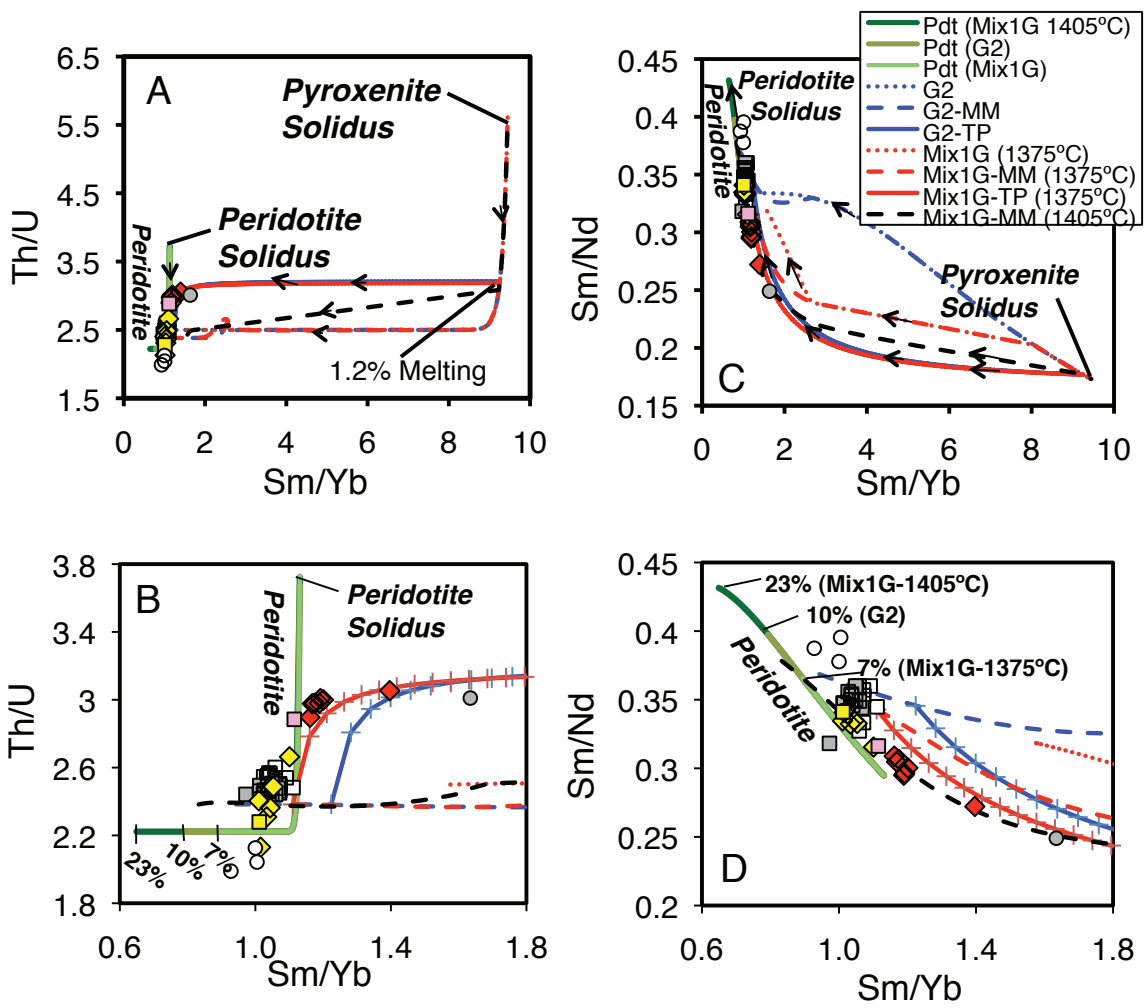 A
Th/U
6.5
5.5
4.5
3.5
2.5
1.5
Pyroxenite
Solidus
Peridotite
Solidus
Peridotite
1.2% Melting
0 2 4 6 8 10
Sm/Yb
Pdt (Mix1G 1405ºC)
Pdt (G2)
Pdt (Mix1G)
G2
G2-MM
G2-TP
Mix1G (1375ºC)
Mix1G-MM (1375ºC)
Mix1G-TP (1375ºC)
Mix1G-MM (1405ºC)
C
Sm/Nd
0.45
0.4
0.35
0.3
0.25
0.2
0.15
Peridotite
Solidus
Peridotite
Pyroxenite
Solidus
0 2 4 6 8 10
Sm/Yb
B
Th/U
3.8
3.4
3.0
2.6
2.2
1.8
Peridotite
Solidus
Peridotite
23% 10% 7%
0.6 1.0 1.4 1.8
Sm/Yb
D
Sm/Nd
0.45
0.4
0.35
0.3
0.25
0.2
23% (Mix1G-1405ºC)
10% (G2)
7% (Mix1G-1375ºC)
Peridotite
0.6 1.0 1.4 1.8
Sm/Yb